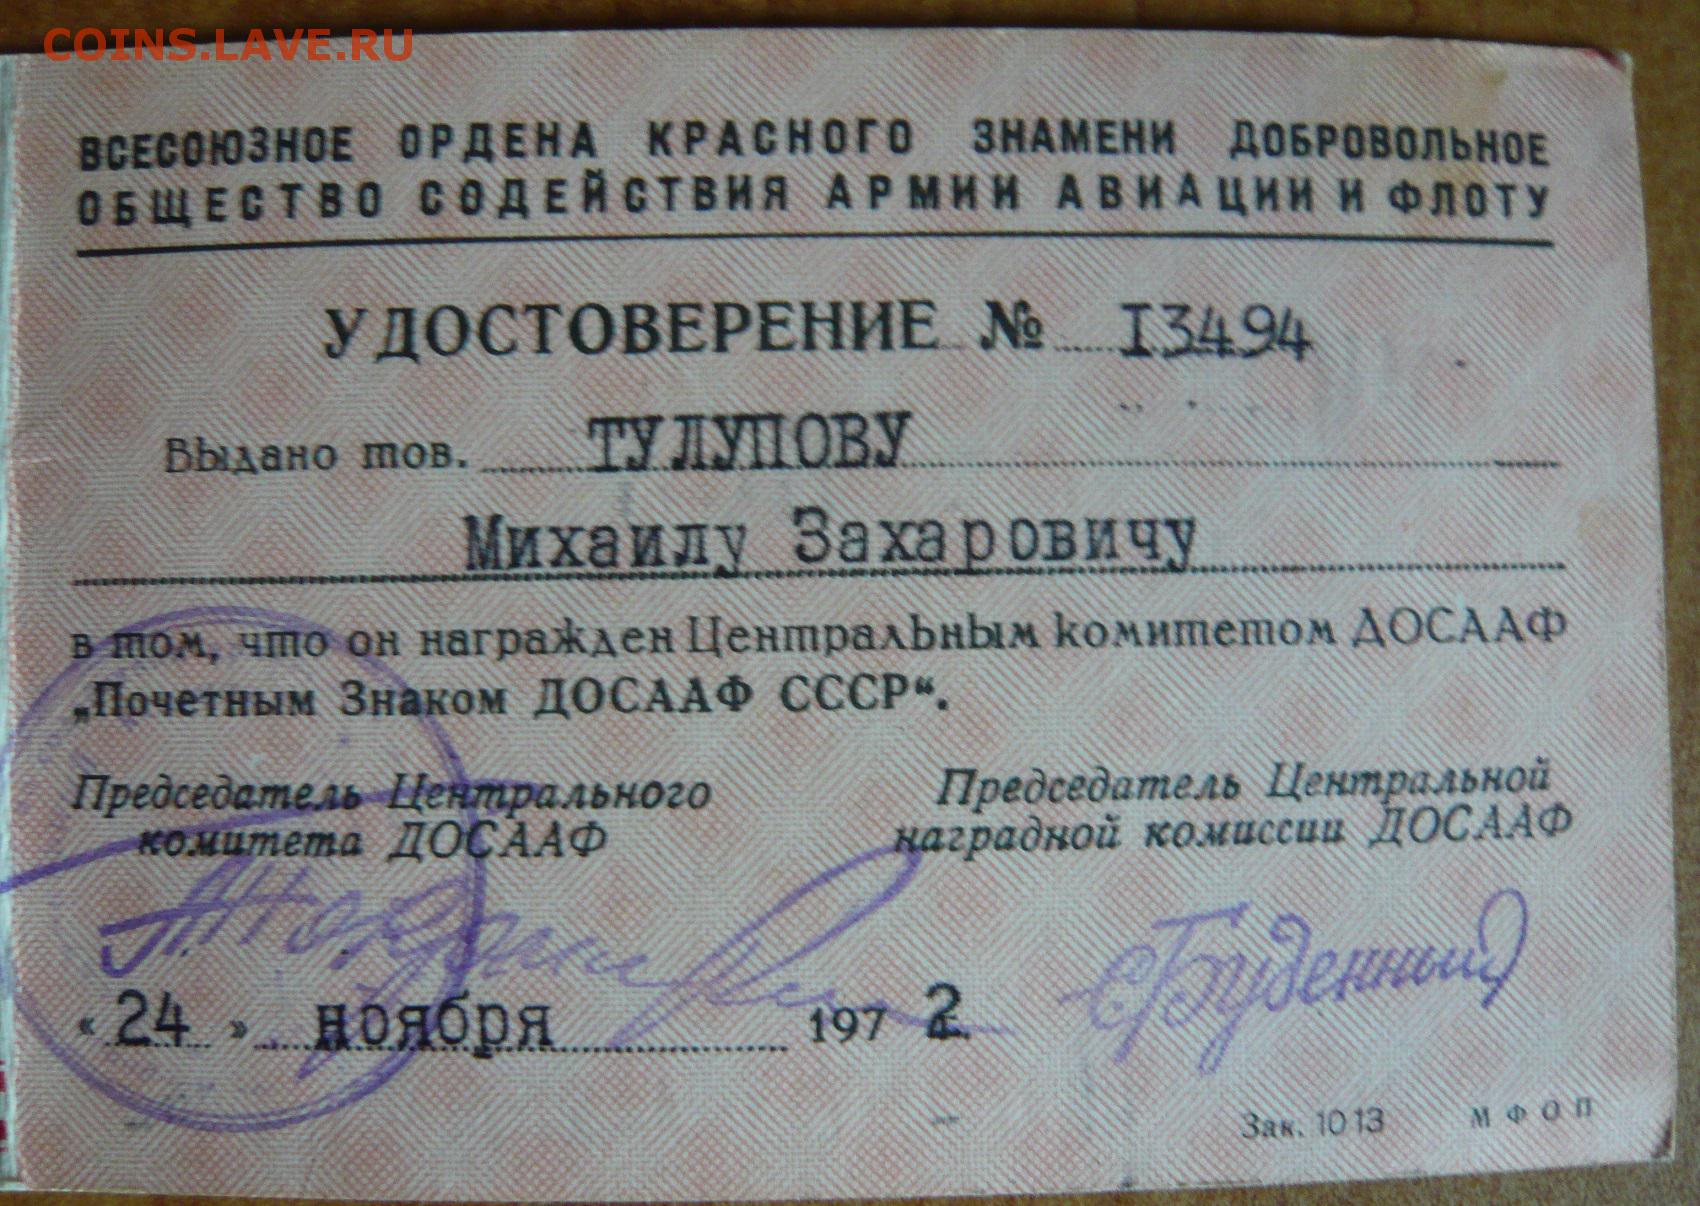 COINS.LAVE.RU
ВСЕСОЮЗНОЕ ОРДЕНА КРАСНОГО ЗНАМЕНИ ДОБРОВОЛЬНОЕ
ОБЩЕСТВО СОДЕЙСТВИЯ АРМИИ АВИАЦИИ И ФЛОТУ
УДОСТОВЕРЕНИЕ № I3494
Выдано тов. ТУЛУПОВУ
Михаилу Захаровичу
в том, что он награжден Центральным комитетом ДОСААФ
„Почетным Знаком ДОСААФ СССР“.
Председатель Центрального
комитета ДОСААФ
Председатель Центральной
наградной комиссии ДОСААФ
С. Буденный
«24» ноября 1972
Зак. 1013 МФОП